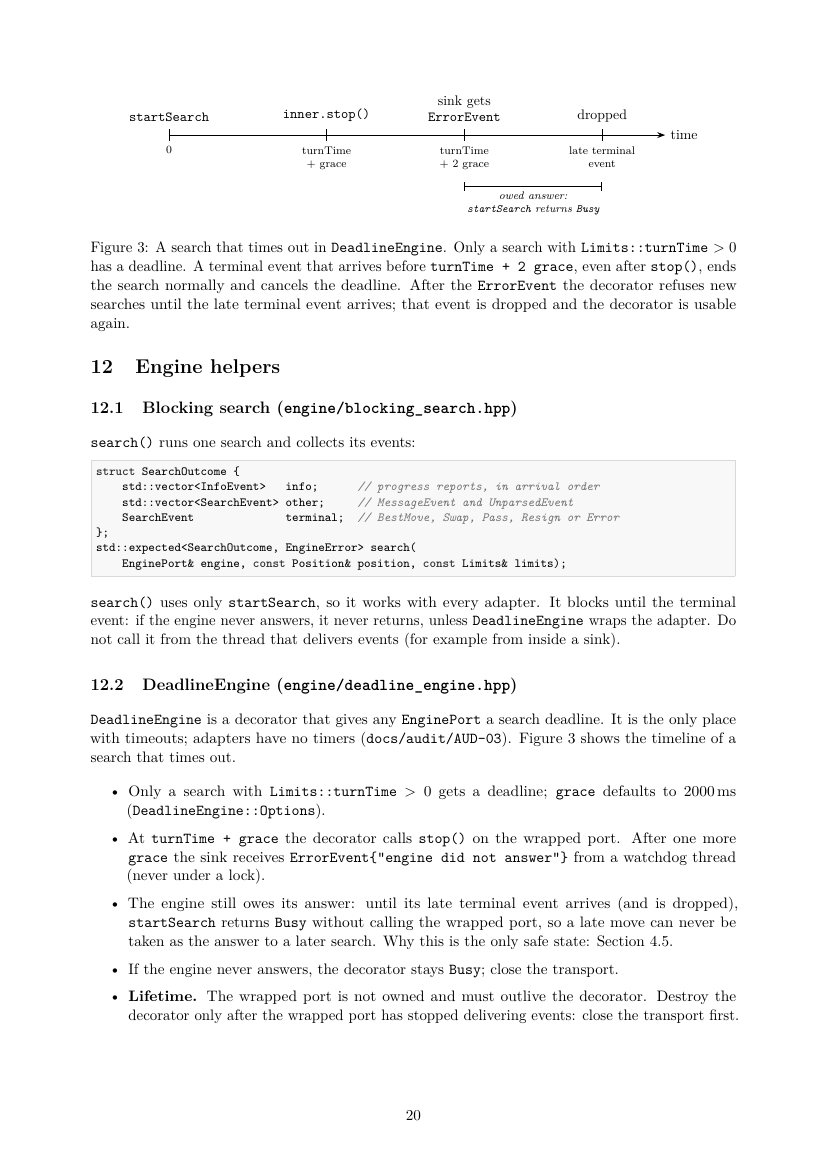 startSearch
inner.stop()
sink gets
ErrorEvent
dropped
time
0
turnTime
+ grace
turnTime
+ 2 grace
late terminal
event
owed answer:
startSearch returns Busy
Figure 3: A search that times out in DeadlineEngine. Only a search with Limits::turnTime > 0
has a deadline. A terminal event that arrives before turnTime + 2 grace, even after stop(), ends
the search normally and cancels the deadline. After the ErrorEvent the decorator refuses new
searches until the late terminal event arrives; that event is dropped and the decorator is usable
again.
12 Engine helpers
12.1 Blocking search (engine/blocking_search.hpp)
search() runs one search and collects its events:
struct SearchOutcome {
    std::vector<InfoEvent>   info;      // progress reports, in arrival order
    std::vector<SearchEvent> other;     // MessageEvent and UnparsedEvent
    SearchEvent              terminal;  // BestMove, Swap, Pass, Resign or Error
};
std::expected<SearchOutcome, EngineError> search(
    EnginePort& engine, const Position& position, const Limits& limits);
search() uses only startSearch, so it works with every adapter. It blocks until the terminal
event: if the engine never answers, it never returns, unless DeadlineEngine wraps the adapter. Do
not call it from the thread that delivers events (for example from inside a sink).
12.2 DeadlineEngine (engine/deadline_engine.hpp)
DeadlineEngine is a decorator that gives any EnginePort a search deadline. It is the only place
with timeouts; adapters have no timers (docs/audit/AUD-03). Figure 3 shows the timeline of a
search that times out.
• Only a search with Limits::turnTime > 0 gets a deadline; grace defaults to 2000 ms
(DeadlineEngine::Options).
• At turnTime + grace the decorator calls stop() on the wrapped port. After one more
grace the sink receives ErrorEvent{"engine did not answer"} from a watchdog thread
(never under a lock).
• The engine still owes its answer: until its late terminal event arrives (and is dropped),
startSearch returns Busy without calling the wrapped port, so a late move can never be
taken as the answer to a later search. Why this is the only safe state: Section 4.5.
• If the engine never answers, the decorator stays Busy; close the transport.
• Lifetime. The wrapped port is not owned and must outlive the decorator. Destroy the
decorator only after the wrapped port has stopped delivering events: close the transport first.
20